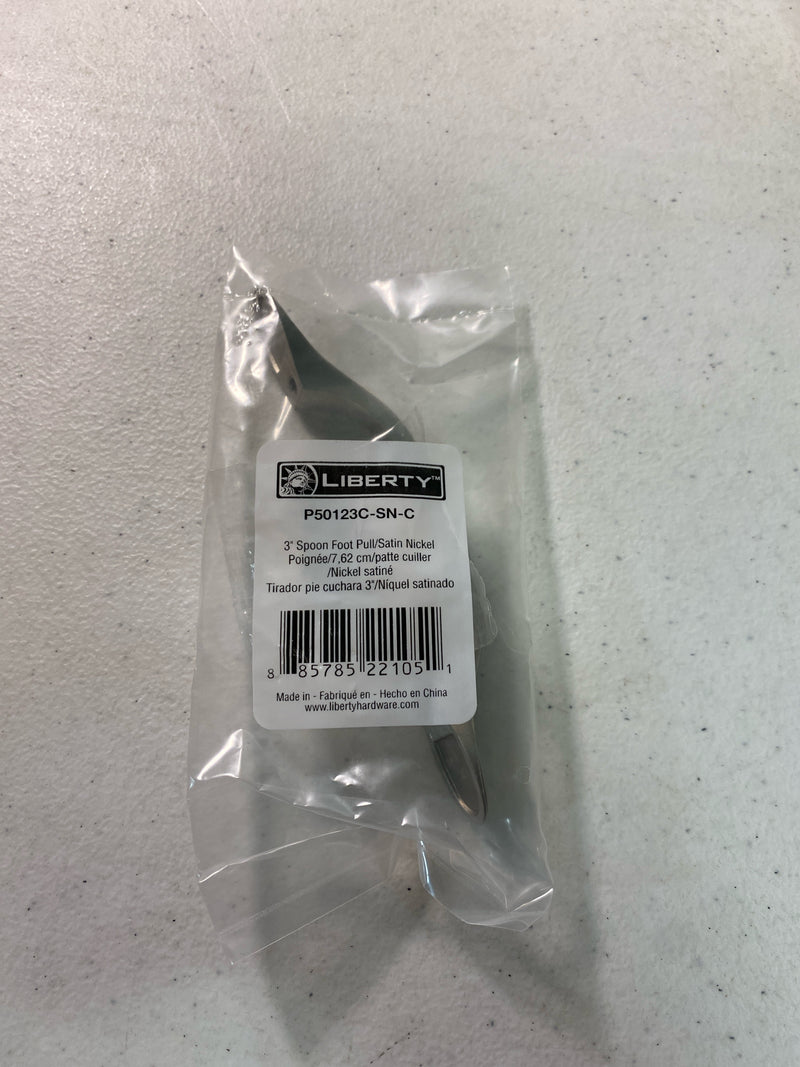 LIBERTY™
P50123C-SN-C
3" Spoon Foot Pull/Satin Nickel
Poignée/7,62 cm/patte cuiller
/Nickel satiné
Tirador pie cuchara 3"/Níquel satinado
8 85785 22105 1
Made in - Fabriqué en - Hecho en China
www.libertyhardware.com